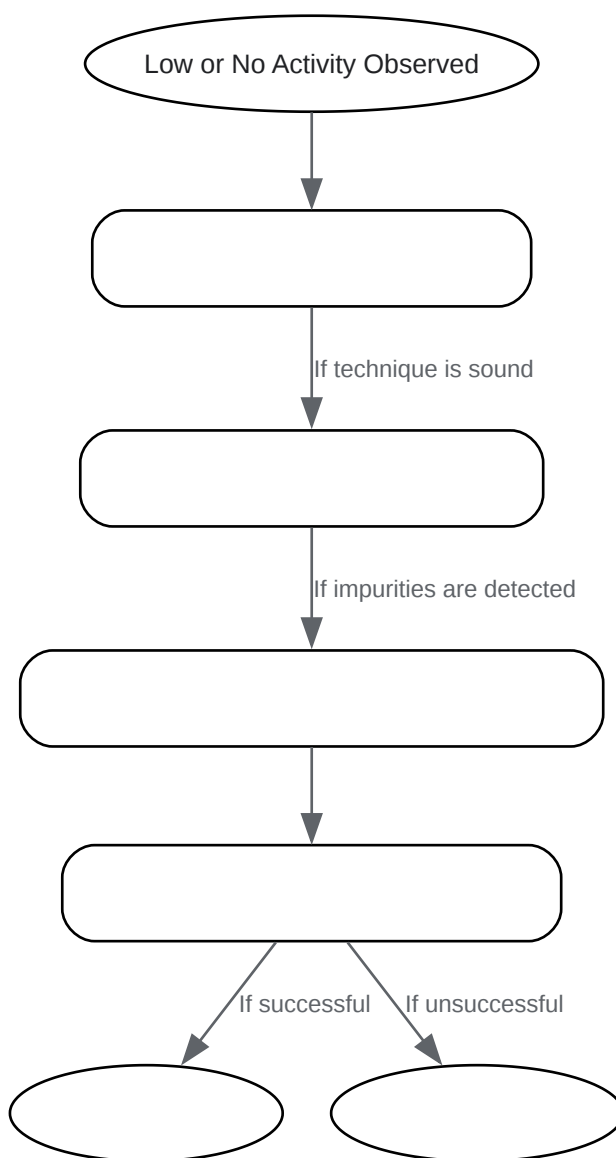 Low or No Activity Observed
If technique is sound
If impurities are detected
If successful
If unsuccessful